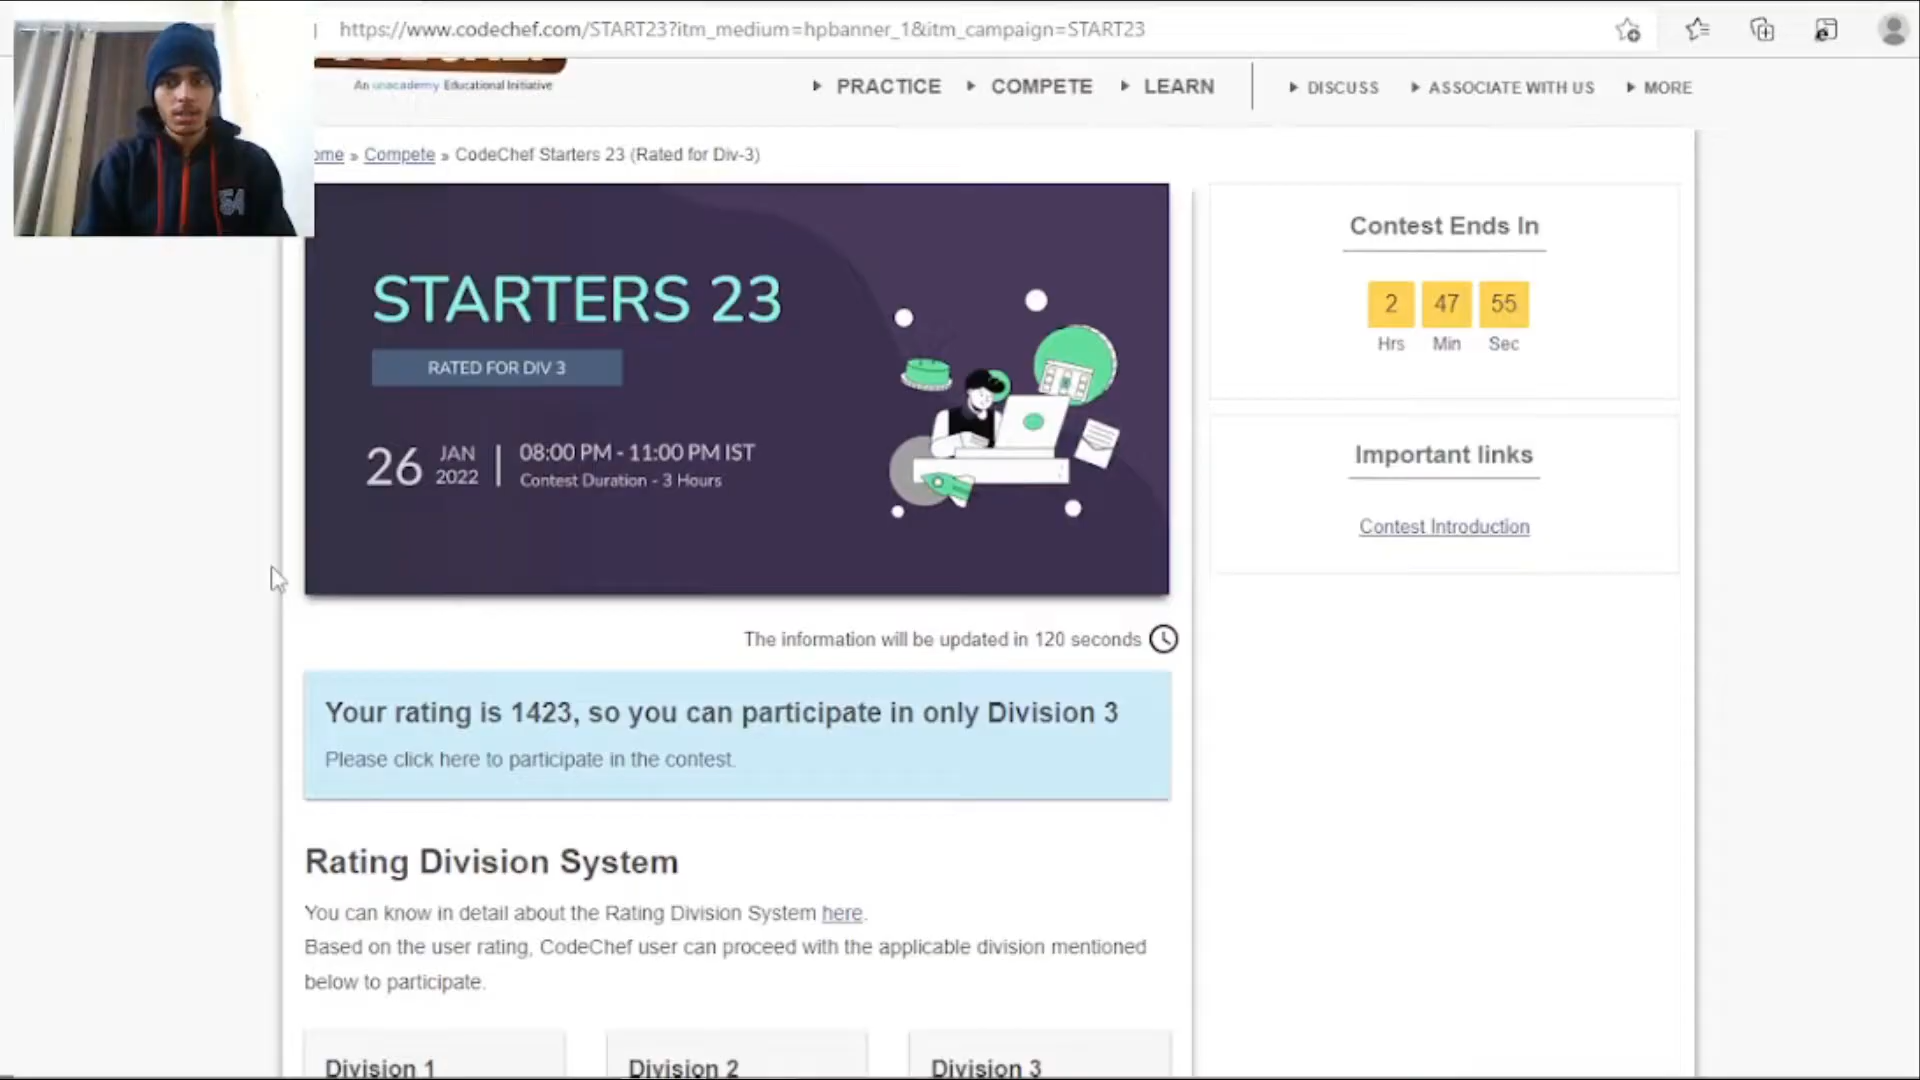 https://www.codechef.com/START23?itm_medium=hpbanner_1&itm_campaign=START23
An unacademy Educational Initiative
PRACTICE COMPETE LEARN DISCUSS ASSOCIATE WITH US MORE
ome » Compete » CodeChef Starters 23 (Rated for Div-3)
STARTERS 23
RATED FOR DIV 3
26 JAN 2022 08:00 PM - 11:00 PM IST
Contest Duration - 3 Hours
Contest Ends In
2 47 55
Hrs Min Sec
Important links
Contest Introduction
The information will be updated in 120 seconds
Your rating is 1423, so you can participate in only Division 3
Please click here to participate in the contest.
Rating Division System
You can know in detail about the Rating Division System here.
Based on the user rating, CodeChef user can proceed with the applicable division mentioned
below to participate.
Division 1 Division 2 Division 3